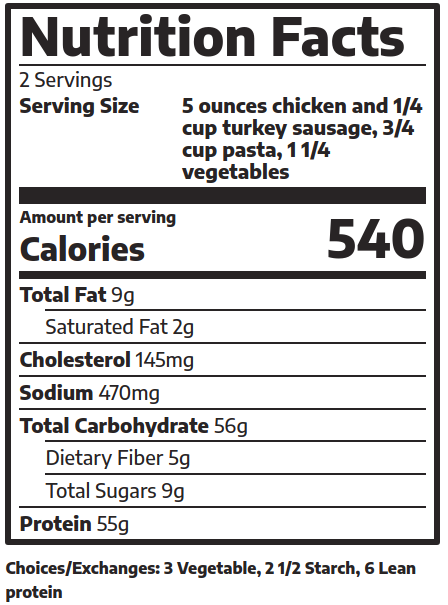 Nutrition Facts
2 Servings
Serving Size 5 ounces chicken and 1/4
cup turkey sausage, 3/4
cup pasta, 1 1/4
vegetables
Amount per serving
Calories 540
Total Fat 9g
Saturated Fat 2g
Cholesterol 145mg
Sodium 470mg
Total Carbohydrate 56g
Dietary Fiber 5g
Total Sugars 9g
Protein 55g
Choices/Exchanges: 3 Vegetable, 2 1/2 Starch, 6 Lean
protein